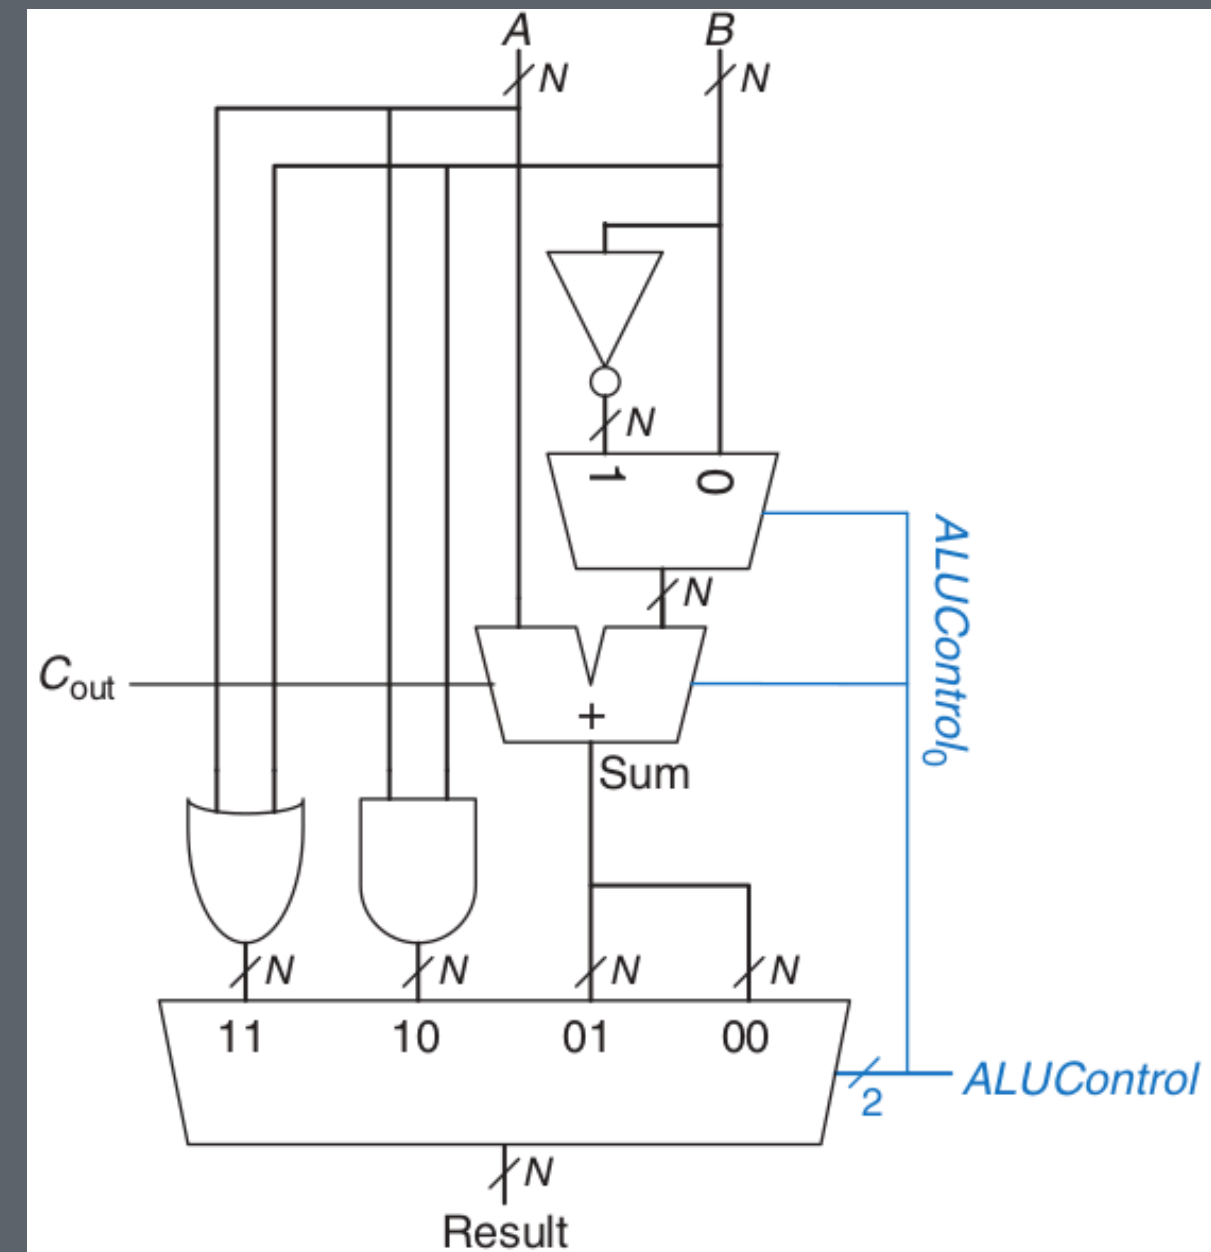 A B
N N
N
1 0
N
ALUControl0
Cout
+
Sum
N N N N
11 10 01 00
2
ALUControl
N
Result